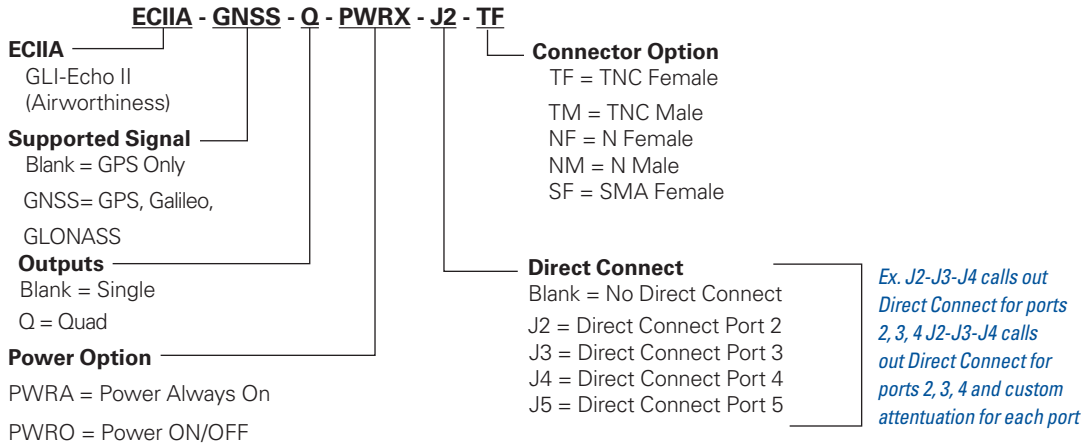 ECIIA - GNSS - Q - PWRX - J2 - TF
ECIIA
GLI-Echo II
(Airworthiness)
Supported Signal
Blank = GPS Only
GNSS= GPS, Galileo,
GLONASS
Outputs
Blank = Single
Q = Quad
Power Option
PWRA = Power Always On
PWRO = Power ON/OFF
Connector Option
TF = TNC Female
TM = TNC Male
NF = N Female
NM = N Male
SF = SMA Female
Direct Connect
Blank = No Direct Connect
J2 = Direct Connect Port 2
J3 = Direct Connect Port 3
J4 = Direct Connect Port 4
J5 = Direct Connect Port 5
Ex. J2-J3-J4 calls out
Direct Connect for ports
2, 3, 4 J2-J3-J4 calls
out Direct Connect for
ports 2, 3, 4 and custom
attentuation for each port